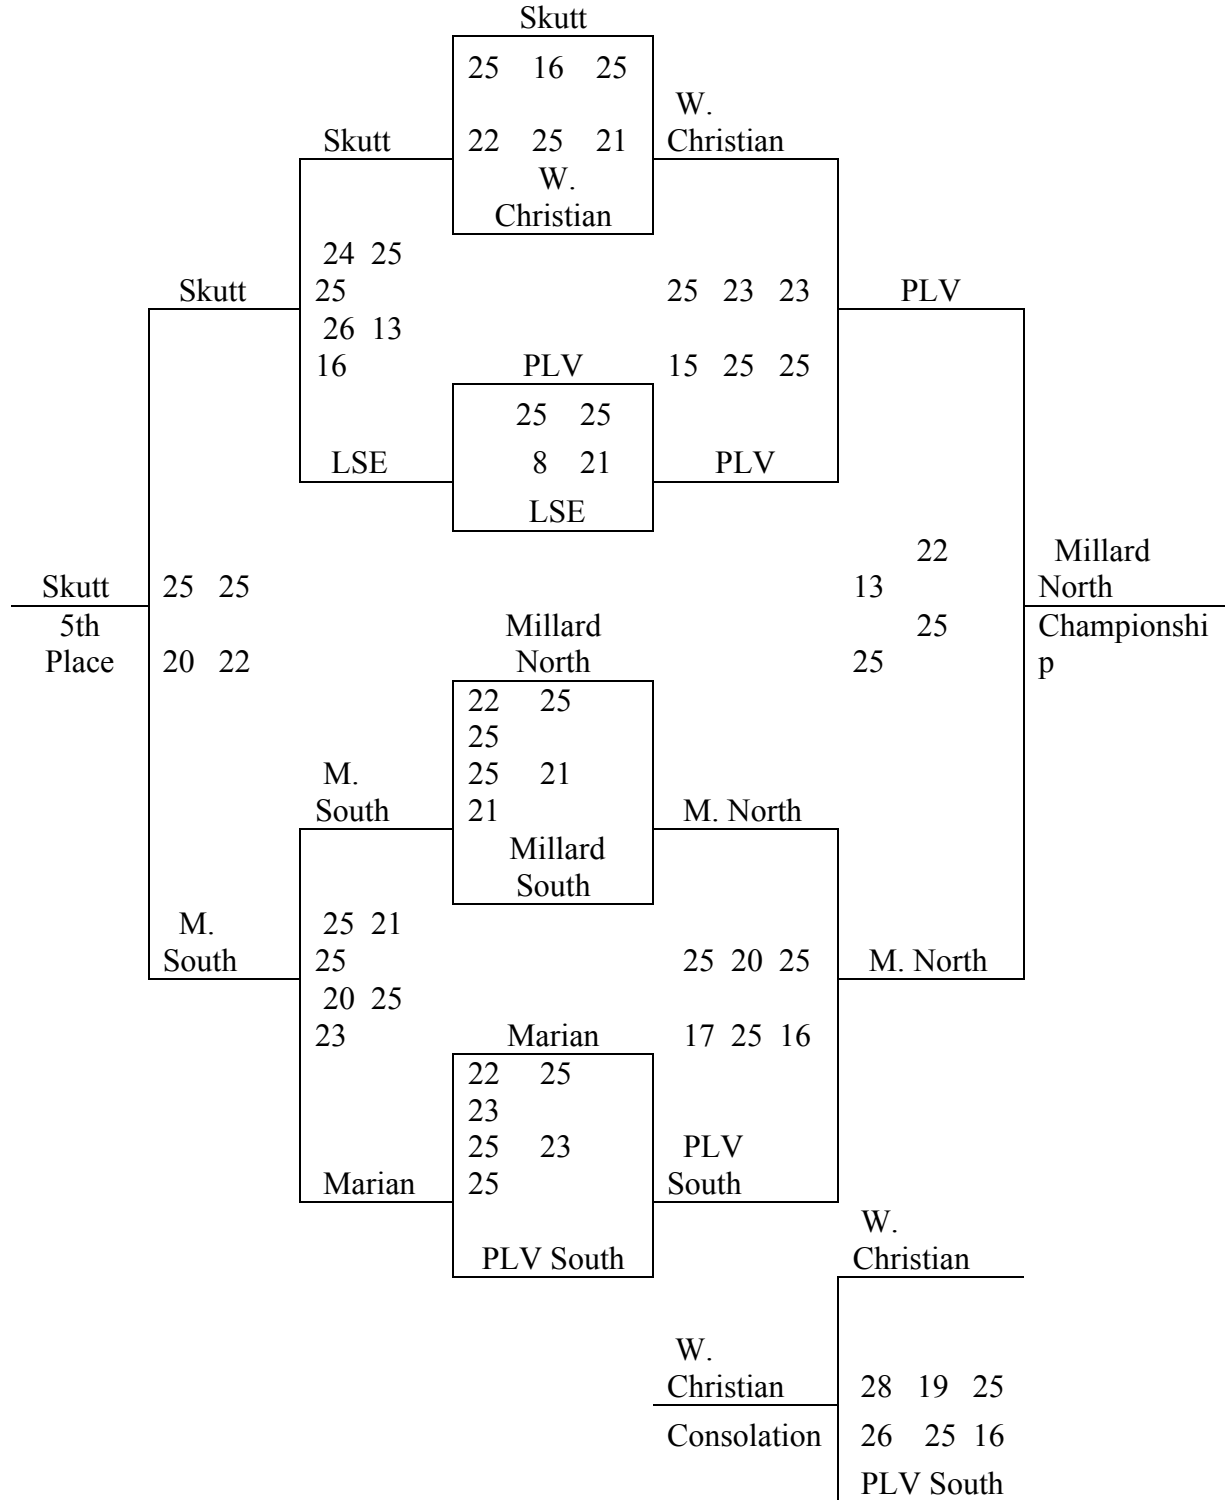 Skutt
25 16 25
W.
Skutt 22 25 21 Christian
W.
Christian
24 25
Skutt 25 25 23 23 PLV
26 13
16 PLV 15 25 25
25 25
LSE 8 21 PLV
LSE
22 Millard
Skutt 25 25 13 North
5th Millard 25 Championshi
Place 20 22 North 25 p
22 25
25
M. 25 21
South 21 M. North
Millard
South
M. 25 21
South 25 25 20 25 M. North
20 25
23 Marian 17 25 16
22 25
23
25 23 PLV
Marian 25 South
W.
PLV South Christian
W.
Christian 28 19 25
Consolation 26 25 16
PLV South